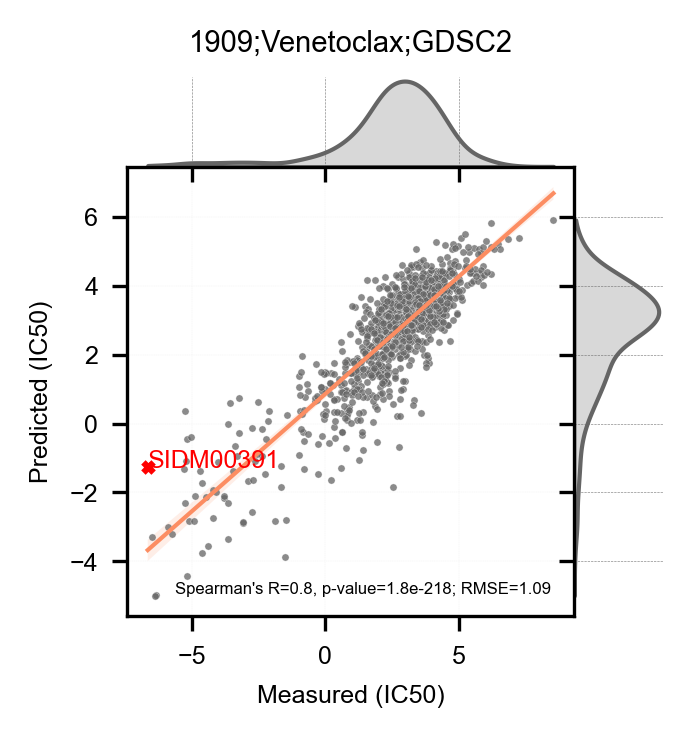 1909;Venetoclax;GDSC2
6
4
2
0
−2
−4
Predicted (IC50)
SIDM00391
Spearman's R=0.8, p-value=1.8e-218; RMSE=1.09
−5 0 5
Measured (IC50)